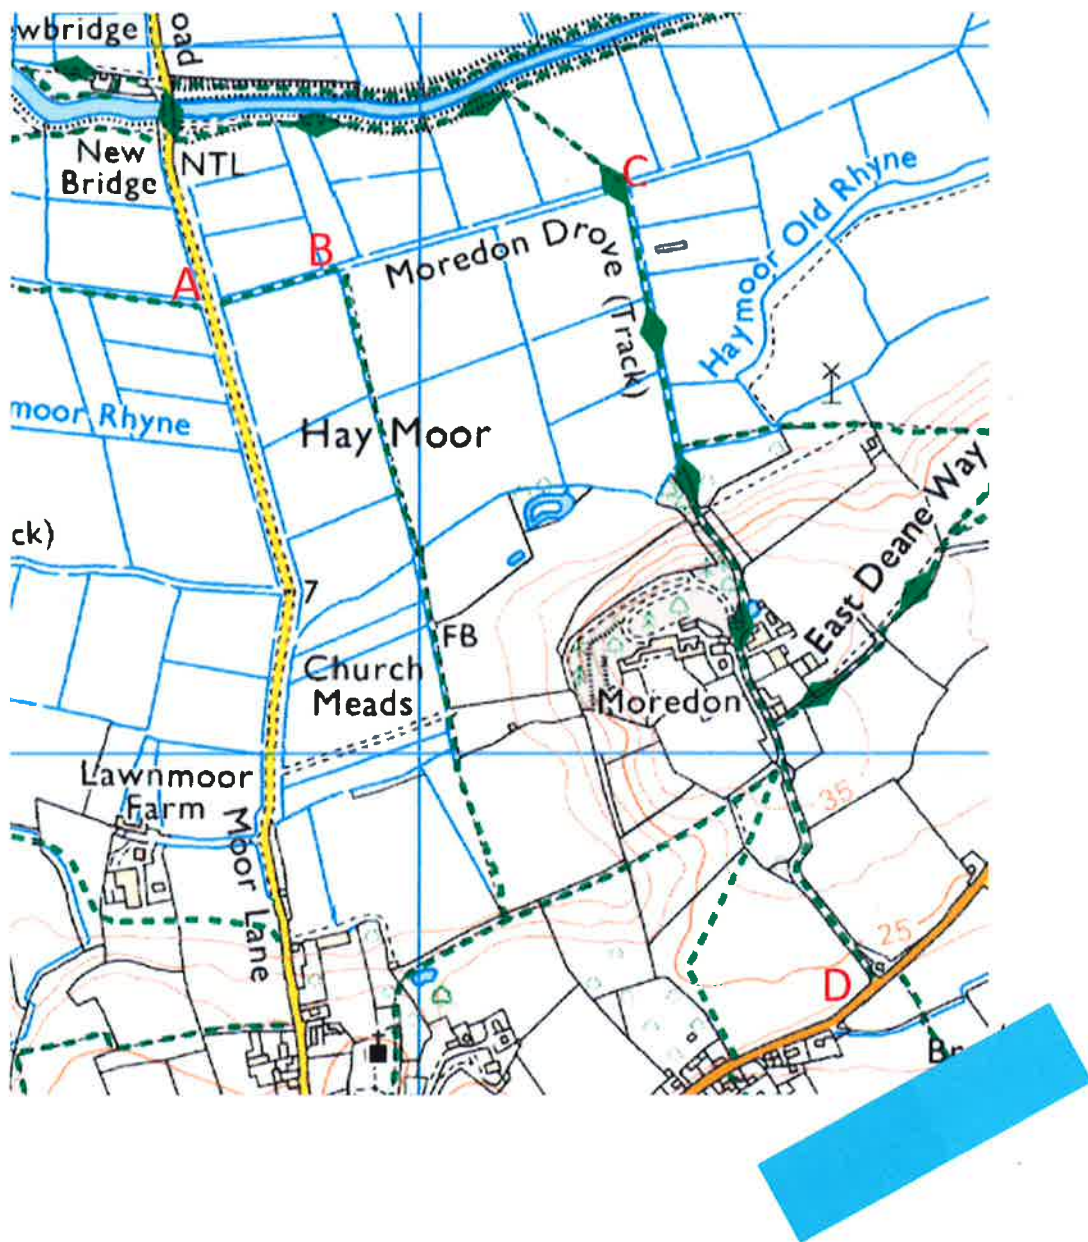 wbridge
oad
New
Bridge
NTL
C
Haymoor Old Rhyne
B
Moredon Drove (Track)
A
moor Rhyne
Hay Moor
East Deane Way
ck)
7
FB
Church
Meads
Moredon
Lawnmoor
Farm
35
Moor Lane
25
D
Br